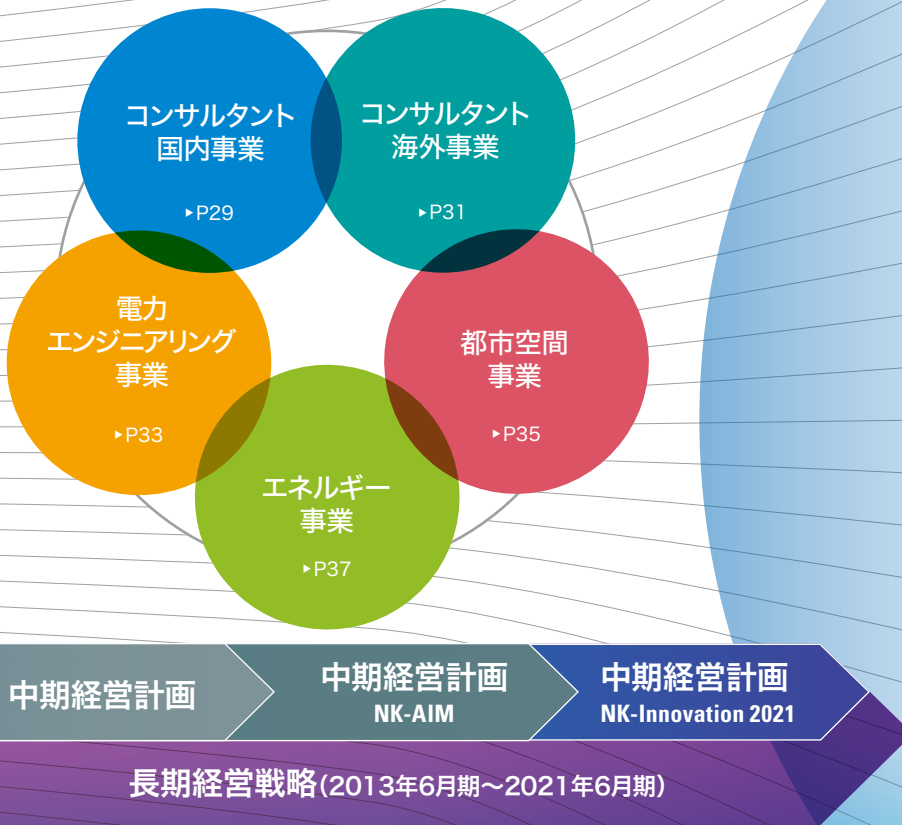 コンサルタント
国内事業
▶P29
コンサルタント
海外事業
▶P31
電力
エンジニアリング
事業
▶P33
都市空間
事業
▶P35
エネルギー
事業
▶P37
中期経営計画
中期経営計画
NK-AIM
中期経営計画
NK-Innovation 2021
長期経営戦略(2013年6月期〜2021年6月期)